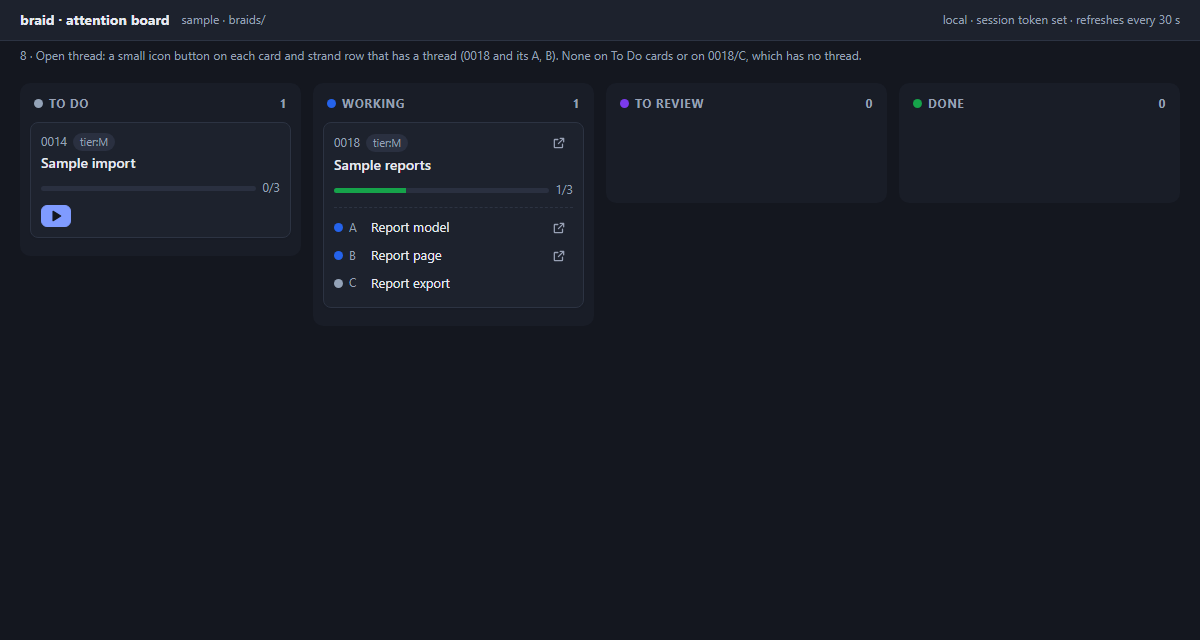 braid · attention board sample · braids/ local · session token set · refreshes every 30 s
8 · Open thread: a small icon button on each card and strand row that has a thread (0018 and its A, B). None on To Do cards or on 0018/C, which has no thread.
TO DO 1
0014 tier:M
Sample import
0/3
WORKING 1
0018 tier:M
Sample reports
1/3
A Report model
B Report page
C Report export
TO REVIEW 0
DONE 0